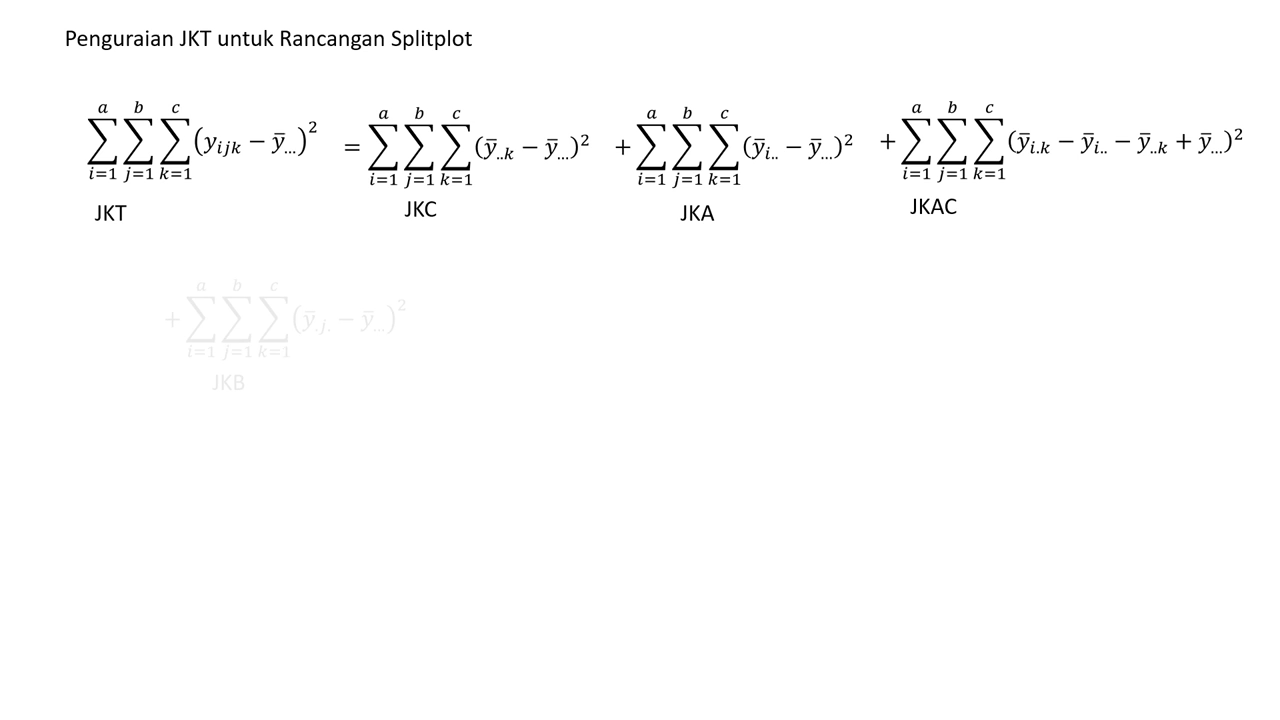 Penguraian JKT untuk Rancangan Splitplot
∑_{i=1}^{a} ∑_{j=1}^{b} ∑_{k=1}^{c} (y_{ijk} − ȳ_{...})² = ∑_{i=1}^{a} ∑_{j=1}^{b} ∑_{k=1}^{c} (ȳ_{..k} − ȳ_{...})² + ∑_{i=1}^{a} ∑_{j=1}^{b} ∑_{k=1}^{c} (ȳ_{i..} − ȳ_{...})² + ∑_{i=1}^{a} ∑_{j=1}^{b} ∑_{k=1}^{c} (ȳ_{i.k} − ȳ_{i..} − ȳ_{..k} + ȳ_{...})²
JKT JKC JKA JKAC
+ ∑_{i=1}^{a} ∑_{j=1}^{b} ∑_{k=1}^{c} (ȳ_{.j.} − ȳ_{...})²
JKB